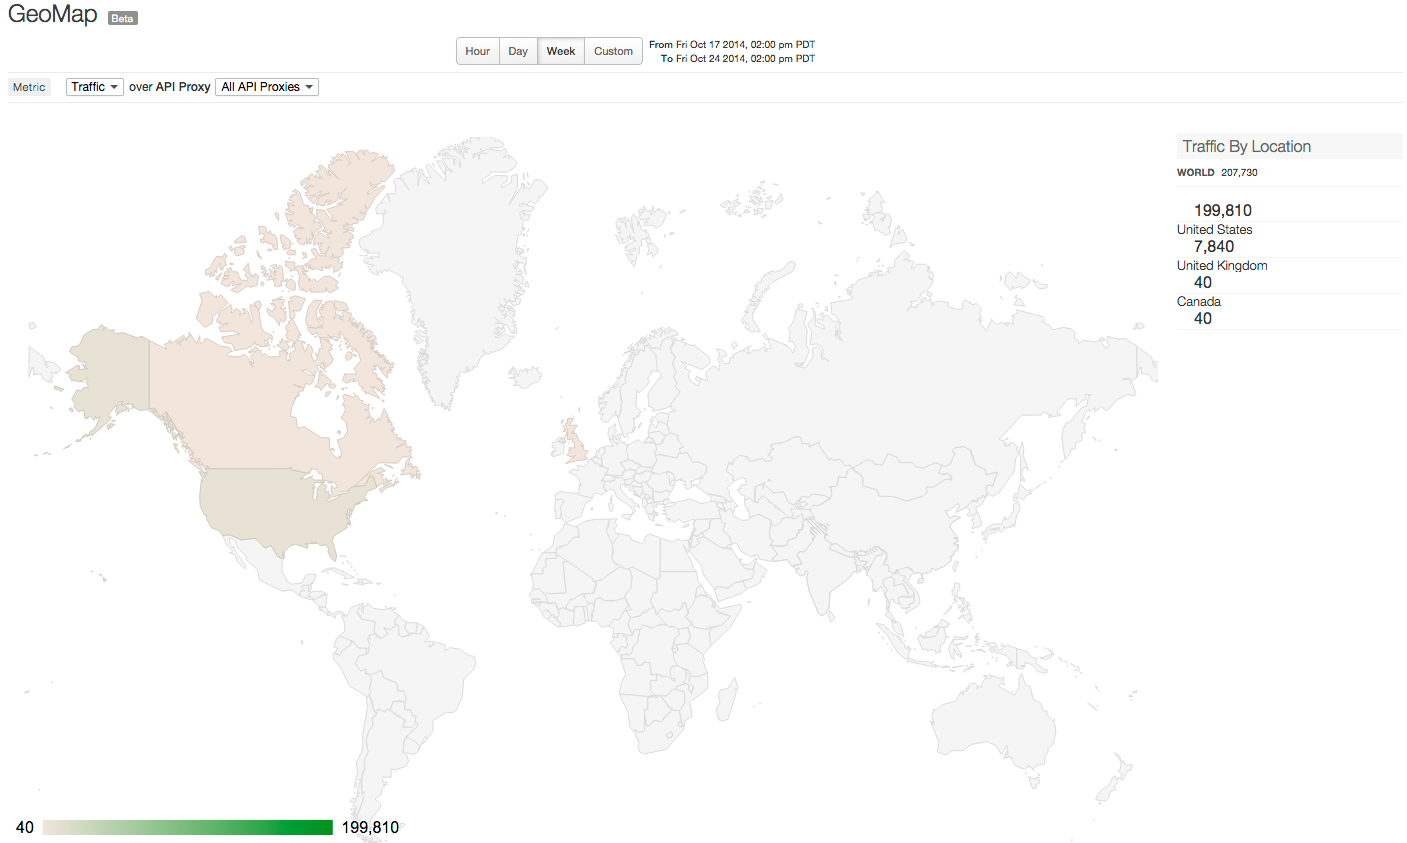 GeoMap Beta
Hour Day Week Custom
From Fri Oct 17 2014, 02:00 pm PDT
To Fri Oct 24 2014, 02:00 pm PDT
Metric Traffic over API Proxy All API Proxies
Traffic By Location
WORLD 207,730
199,810
United States
7,840
United Kingdom
40
Canada
40
40 199,810